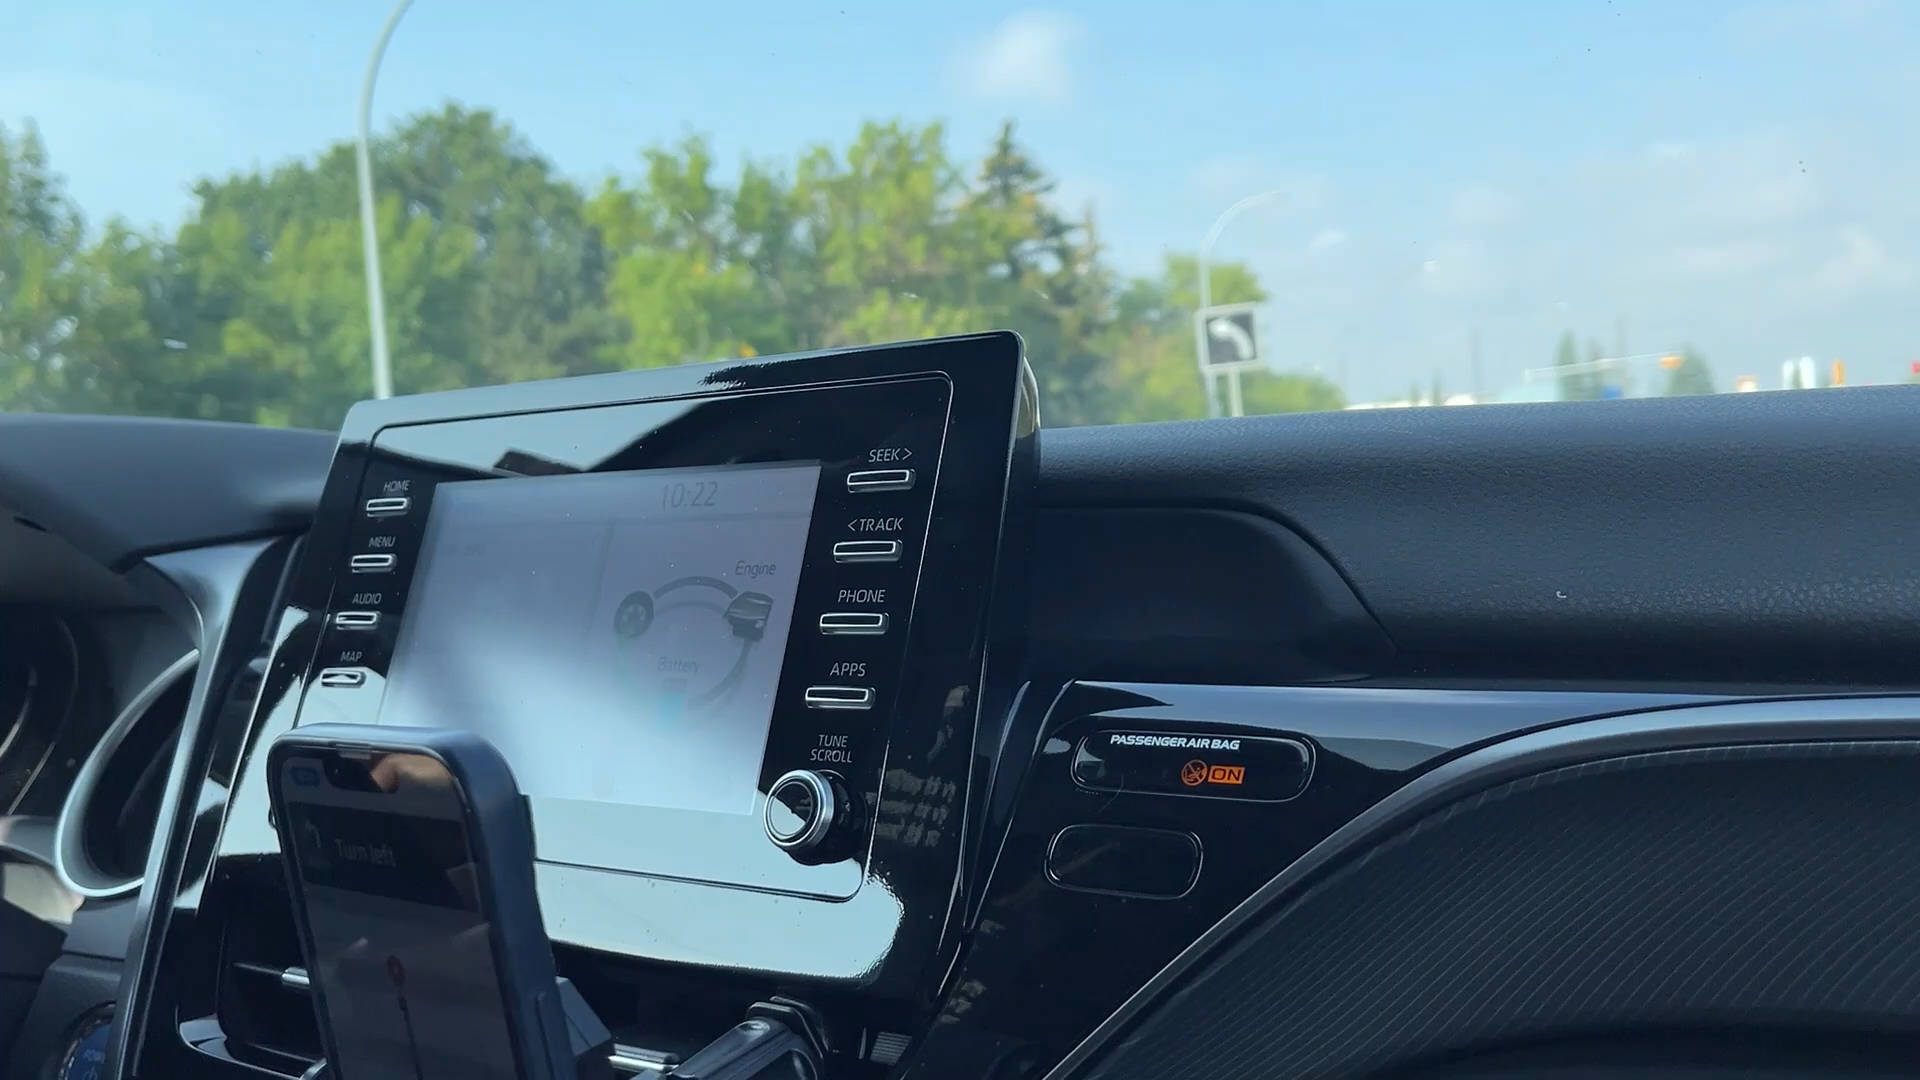 10:22
HOME
MENU
AUDIO
MAP
Engine
Battery
SEEK >
< TRACK
PHONE
APPS
TUNE
SCROLL
PASSENGER AIR BAG
ON
Turn left